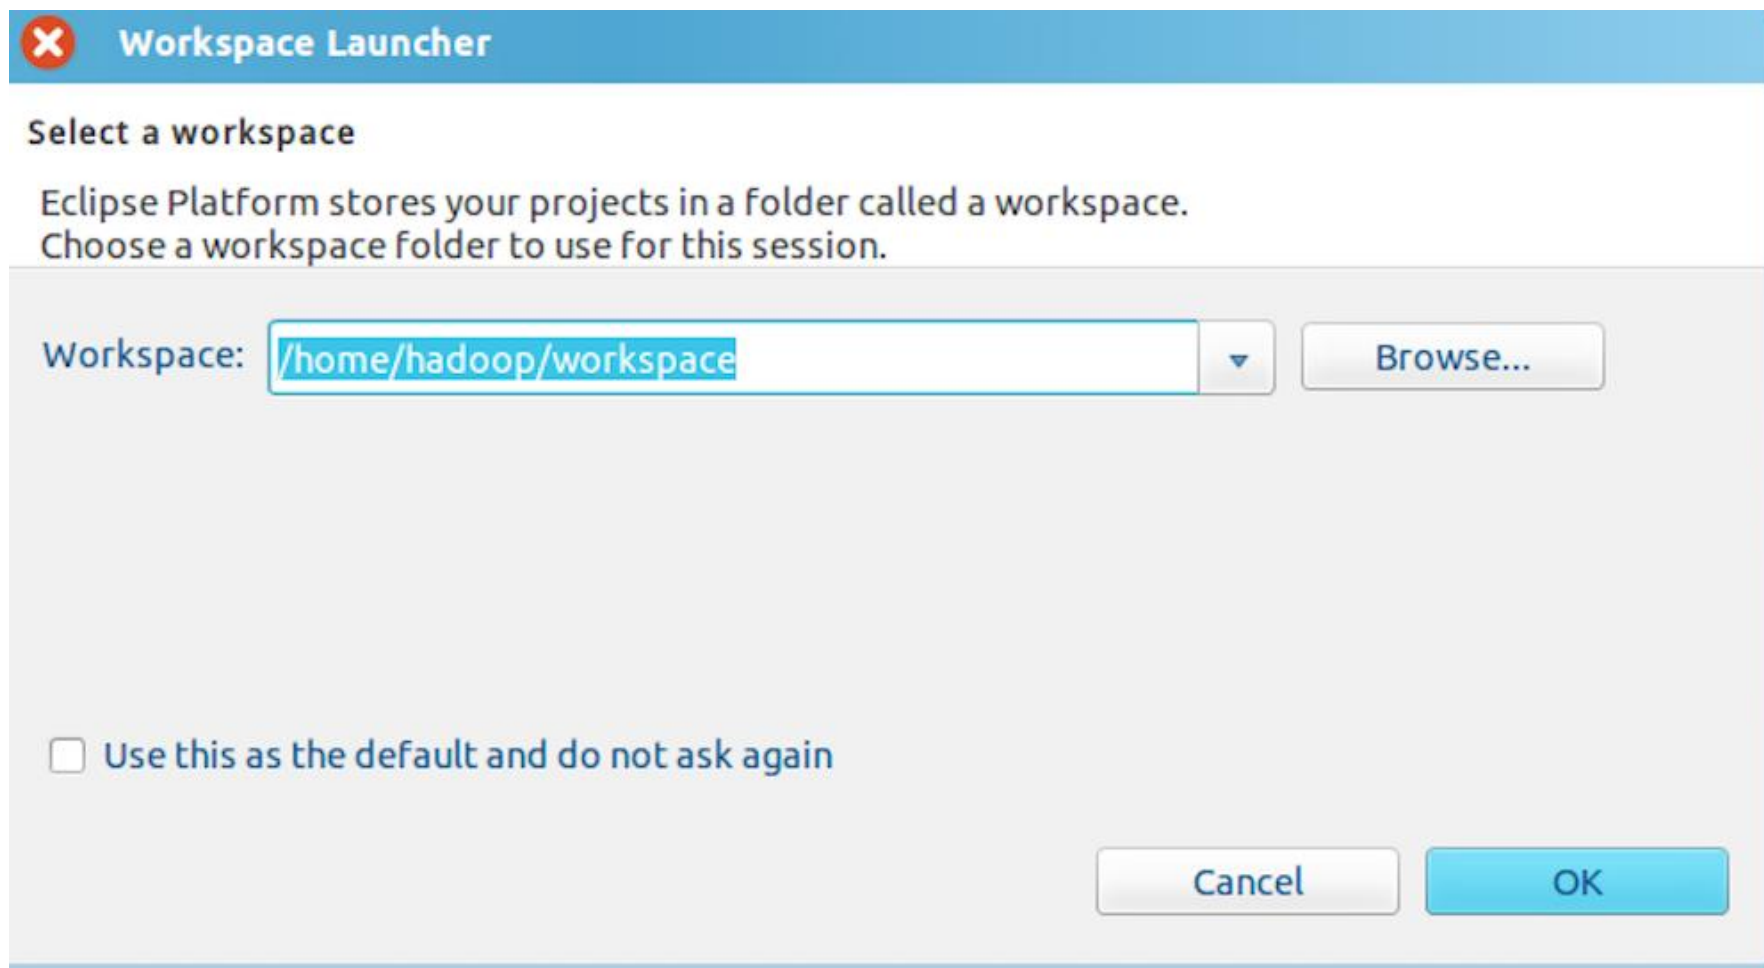 Workspace Launcher
Select a workspace
Eclipse Platform stores your projects in a folder called a workspace.
Choose a workspace folder to use for this session.
Workspace: /home/hadoop/workspace Browse...
Use this as the default and do not ask again
Cancel OK